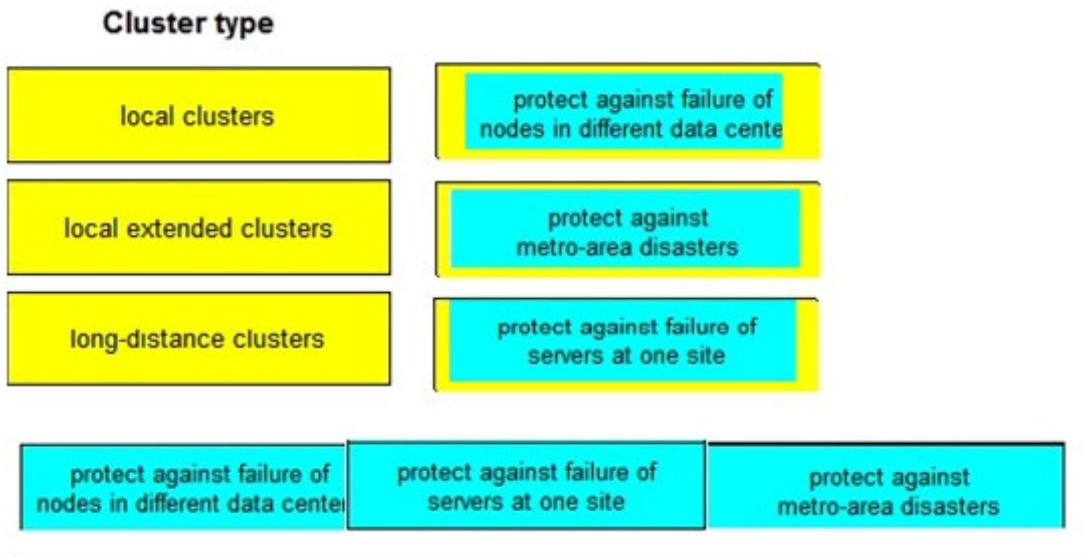 Cluster type
local clusters
protect against failure of
nodes in different data cente
local extended clusters
protect against
metro-area disasters
long-distance clusters
protect against failure of
servers at one site
protect against failure of
nodes in different data center
protect against failure of
servers at one site
protect against
metro-area disasters